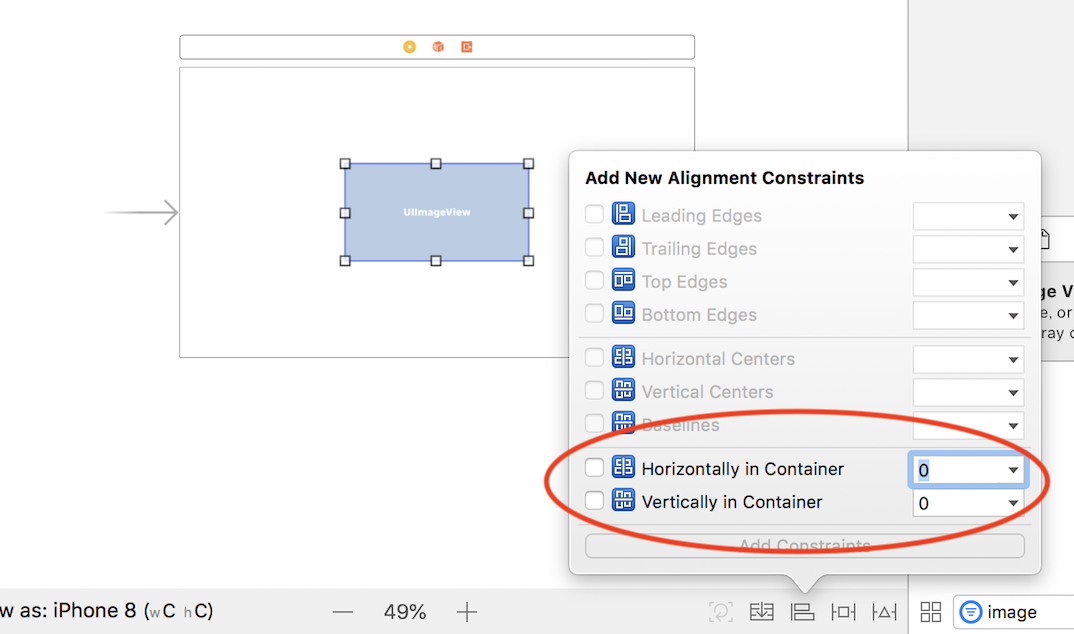 UIImageView
Add New Alignment Constraints
Leading Edges
Trailing Edges
Top Edges
Bottom Edges
Horizontal Centers
Vertical Centers
Baselines
Horizontally in Container 0
Vertically in Container 0
Add Constraints
ge V
e, or
ray c
w as: iPhone 8 (wC hC)
49%
image